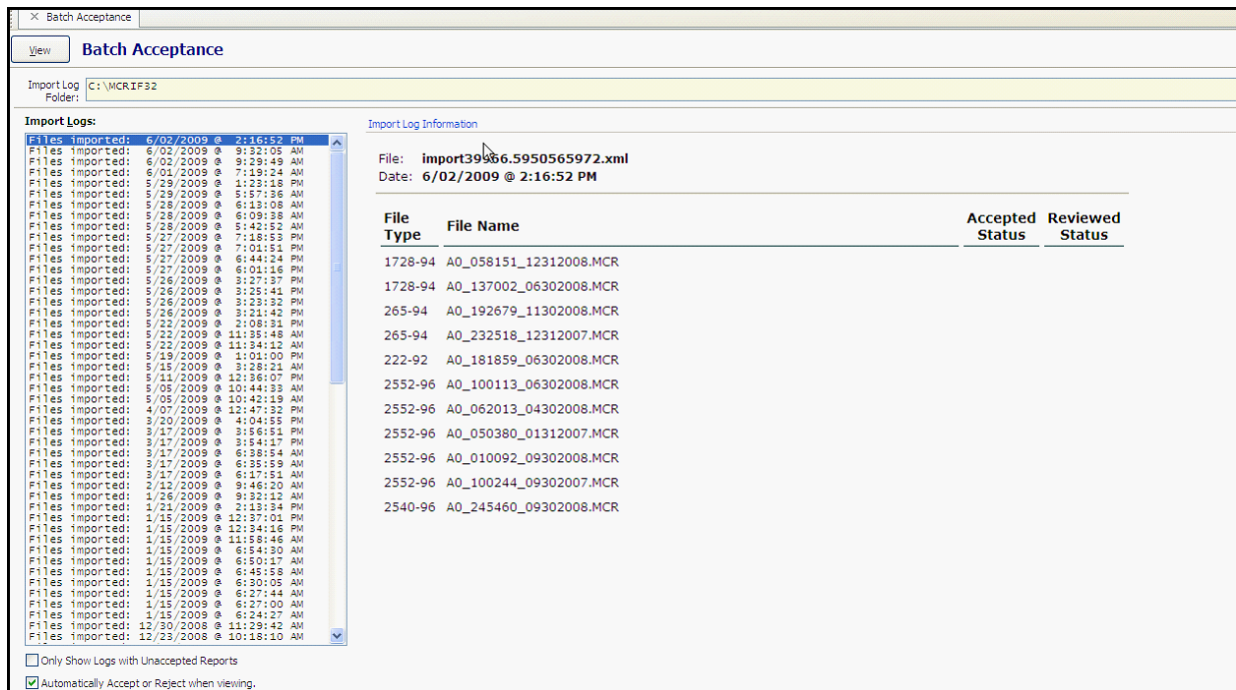 Batch Acceptance
View Batch Acceptance
Import Log Folder: C:\MCRIF32
Import Logs:
Files imported: 6/02/2009 @ 2:16:52 PM
Files imported: 6/02/2009 @ 9:32:05 AM
Files imported: 6/02/2009 @ 9:29:49 AM
Files imported: 6/01/2009 @ 7:19:24 AM
Files imported: 5/29/2009 @ 1:23:18 PM
Files imported: 5/29/2009 @ 5:57:36 AM
Files imported: 5/28/2009 @ 6:13:08 AM
Files imported: 5/28/2009 @ 6:09:38 AM
Files imported: 5/28/2009 @ 5:42:52 AM
Files imported: 5/27/2009 @ 7:18:53 PM
Files imported: 5/27/2009 @ 7:01:51 PM
Files imported: 5/27/2009 @ 6:44:24 PM
Files imported: 5/27/2009 @ 6:01:16 PM
Files imported: 5/26/2009 @ 3:27:37 PM
Files imported: 5/26/2009 @ 3:25:41 PM
Files imported: 5/26/2009 @ 3:23:32 PM
Files imported: 5/26/2009 @ 3:21:42 PM
Files imported: 5/22/2009 @ 2:08:31 PM
Files imported: 5/22/2009 @ 11:35:48 AM
Files imported: 5/22/2009 @ 11:34:12 AM
Files imported: 5/19/2009 @ 1:01:00 PM
Files imported: 5/15/2009 @ 3:28:21 AM
Files imported: 5/11/2009 @ 12:36:07 PM
Files imported: 5/05/2009 @ 10:44:33 AM
Files imported: 5/05/2009 @ 10:42:19 AM
Files imported: 4/07/2009 @ 12:47:32 PM
Files imported: 3/20/2009 @ 4:04:55 PM
Files imported: 3/17/2009 @ 3:56:51 PM
Files imported: 3/17/2009 @ 3:54:17 PM
Files imported: 3/17/2009 @ 6:38:54 AM
Files imported: 3/17/2009 @ 6:35:59 AM
Files imported: 3/17/2009 @ 6:17:51 AM
Files imported: 2/12/2009 @ 9:46:20 AM
Files imported: 1/26/2009 @ 9:32:12 AM
Files imported: 1/21/2009 @ 2:13:34 PM
Files imported: 1/15/2009 @ 12:37:01 PM
Files imported: 1/15/2009 @ 12:34:16 PM
Files imported: 1/15/2009 @ 11:58:46 AM
Files imported: 1/15/2009 @ 6:54:30 AM
Files imported: 1/15/2009 @ 6:50:17 AM
Files imported: 1/15/2009 @ 6:45:58 AM
Files imported: 1/15/2009 @ 6:30:05 AM
Files imported: 1/15/2009 @ 6:27:44 AM
Files imported: 1/15/2009 @ 6:27:00 AM
Files imported: 1/15/2009 @ 6:24:27 AM
Files imported: 12/30/2008 @ 11:29:42 AM
Files imported: 12/23/2008 @ 10:18:10 AM
Only Show Logs with Unaccepted Reports
Automatically Accept or Reject when viewing.
Import Log Information
File: import39966.5950565972.xml
Date: 6/02/2009 @ 2:16:52 PM
File Type File Name Accepted Status Reviewed Status
1728-94 A0_058151_12312008.MCR
1728-94 A0_137002_06302008.MCR
265-94 A0_192679_11302008.MCR
265-94 A0_232518_12312007.MCR
222-92 A0_181859_06302008.MCR
2552-96 A0_100113_06302008.MCR
2552-96 A0_062013_04302008.MCR
2552-96 A0_050380_01312007.MCR
2552-96 A0_010092_09302008.MCR
2552-96 A0_100244_09302007.MCR
2540-96 A0_245460_09302008.MCR